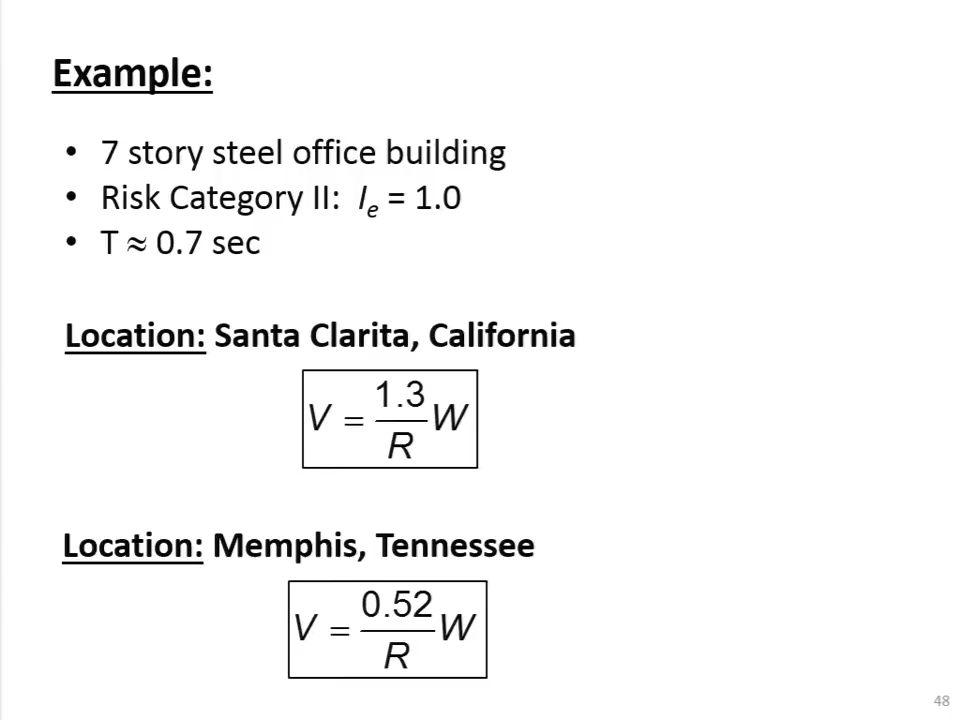 Example:
• 7 story steel office building
• Risk Category II: Ie = 1.0
• T ≈ 0.7 sec
Location: Santa Clarita, California
V = 1.3/R W
Location: Memphis, Tennessee
V = 0.52/R W
48